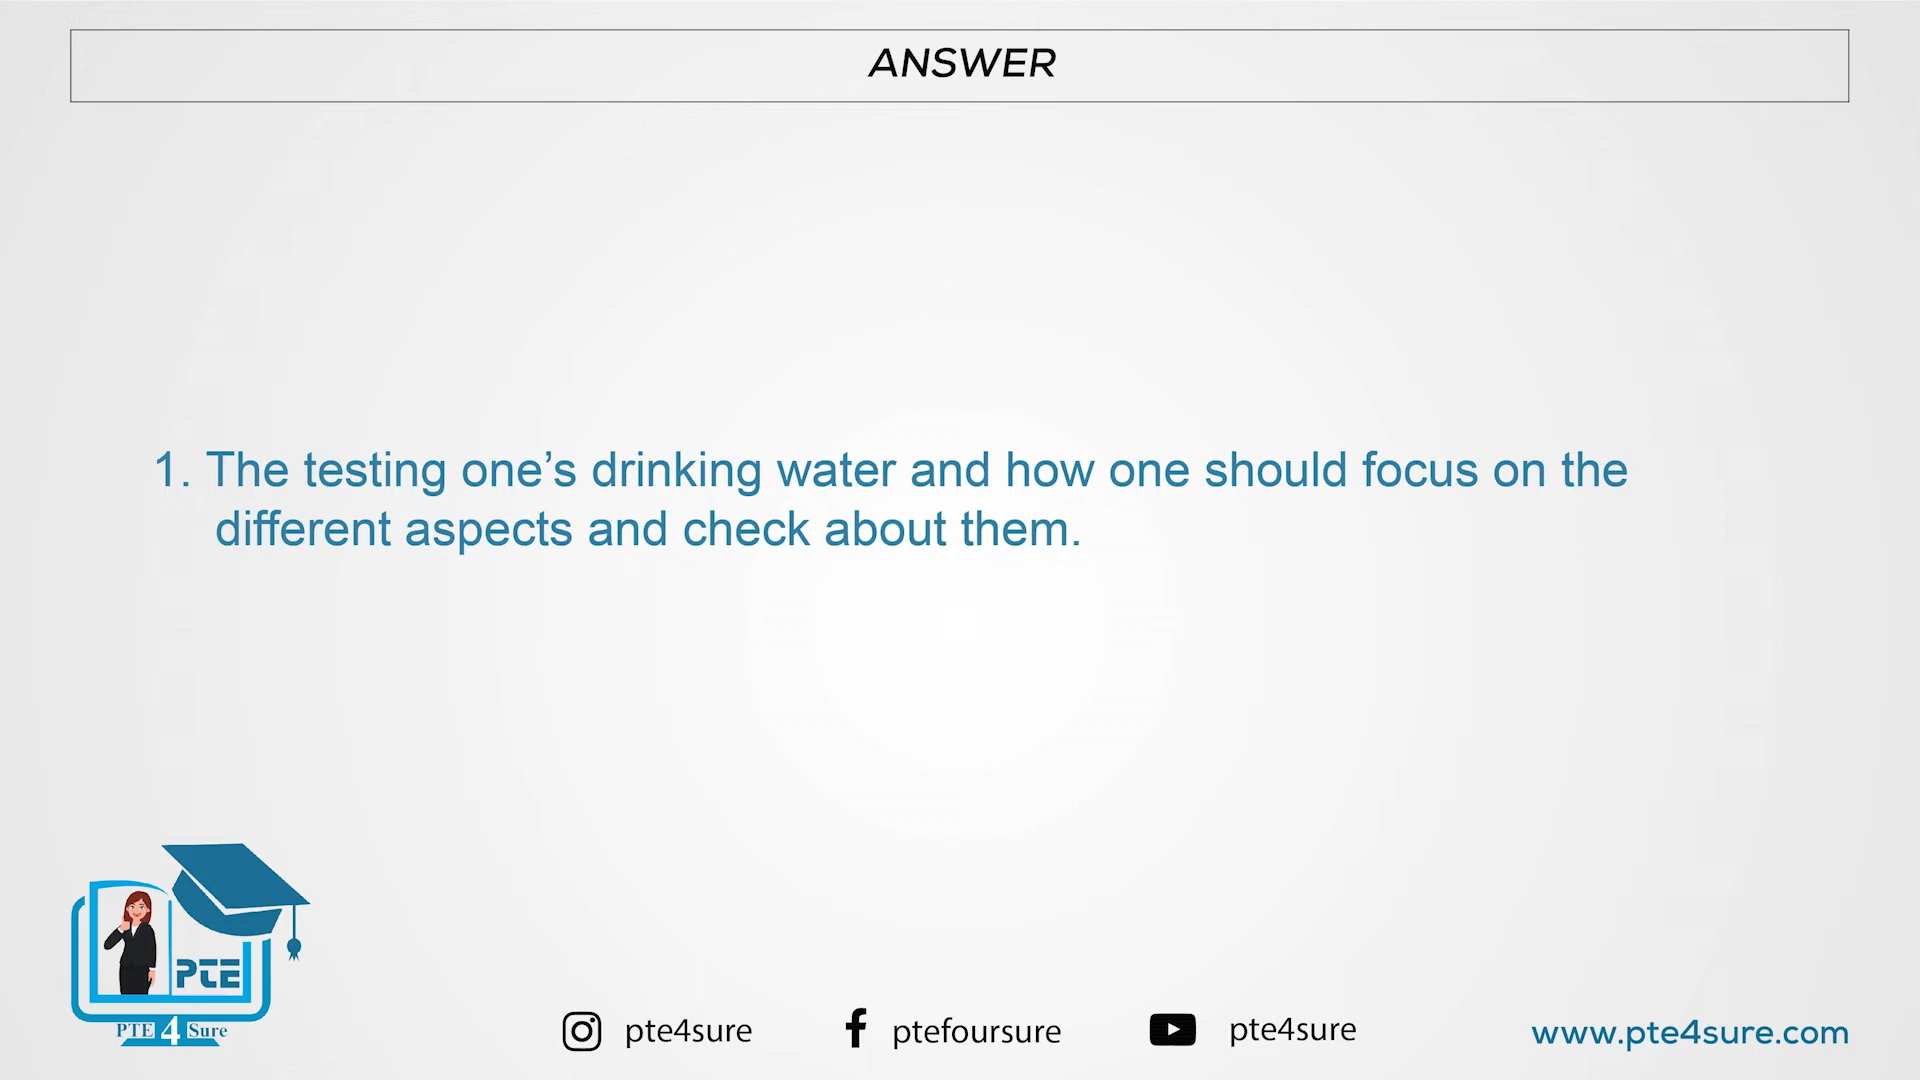 ANSWER
1. The testing one’s drinking water and how one should focus on the
different aspects and check about them.
PTE
PTE 4 Sure
pte4sure
ptefoursure
pte4sure
www.pte4sure.com